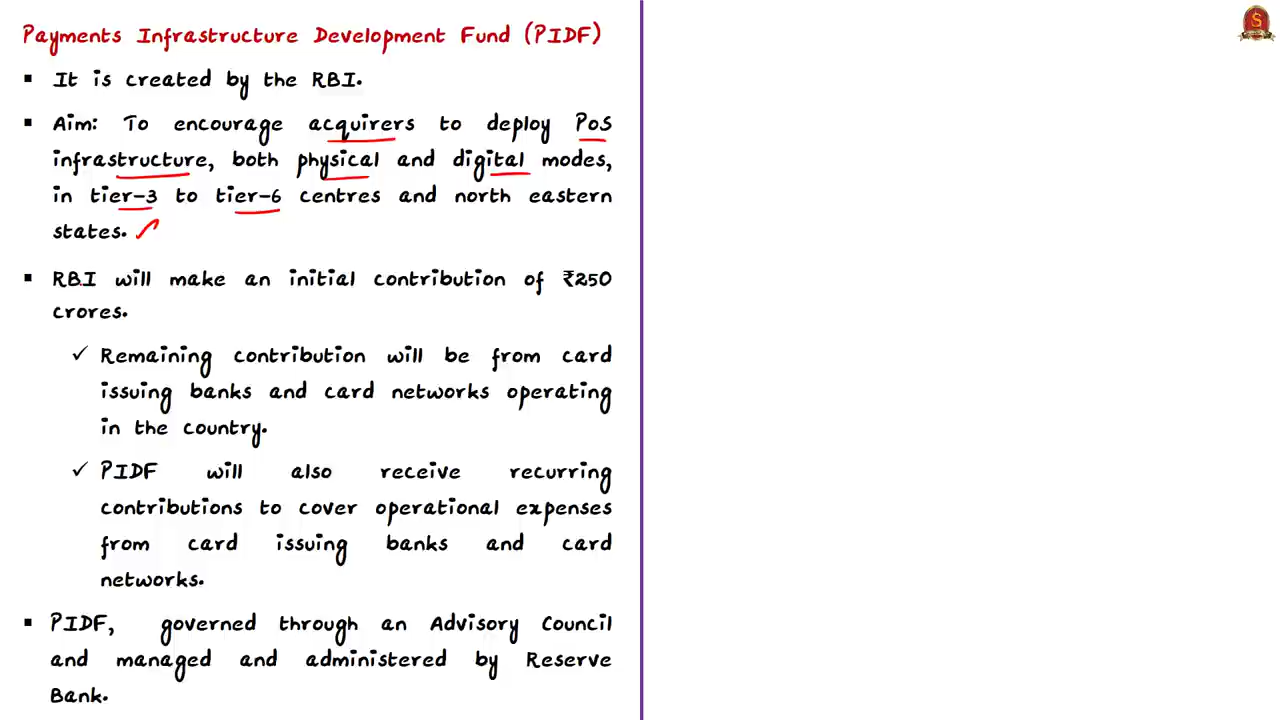 Payments Infrastructure Development Fund (PIDF)
▪ It is created by the RBI.
▪ Aim: To encourage acquirers to deploy PoS
infrastructure, both physical and digital modes,
in tier-3 to tier-6 centres and north eastern
states.
▪ RBI will make an initial contribution of ₹250
crores.
✓ Remaining contribution will be from card
issuing banks and card networks operating
in the country.
✓ PIDF will also receive recurring
contributions to cover operational expenses
from card issuing banks and card
networks.
▪ PIDF, governed through an Advisory Council
and managed and administered by Reserve
Bank.